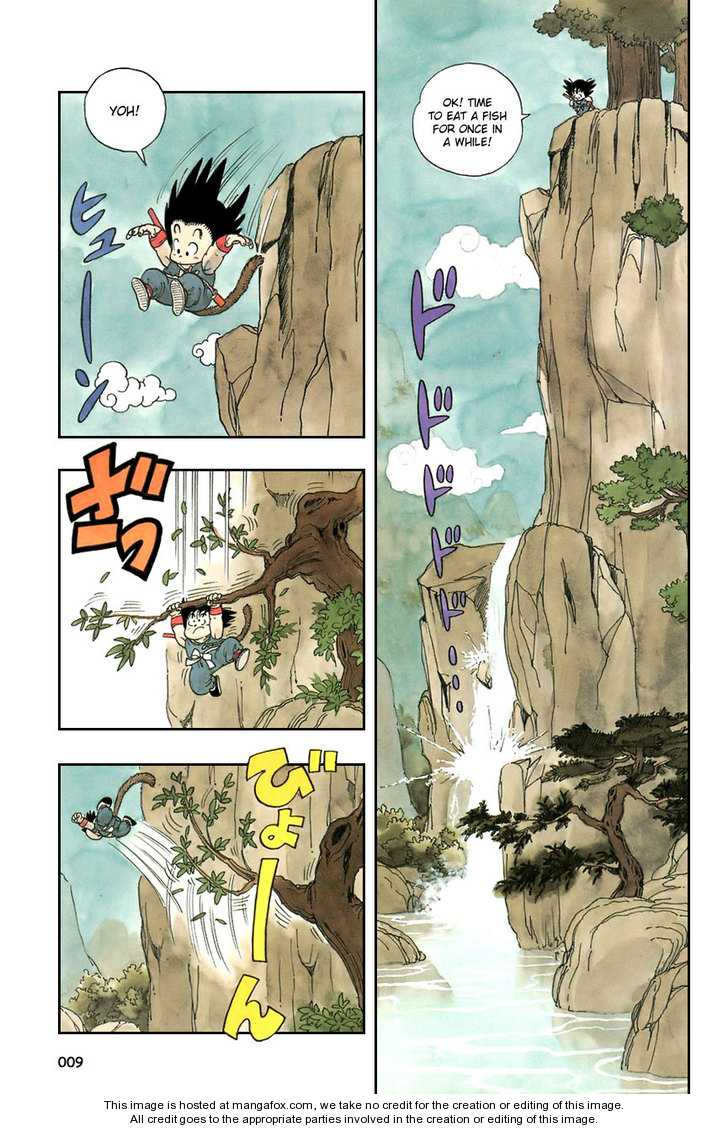 OK! TIME
TO EAT A FISH
FOR ONCE IN
A WHILE!
ドドドドドド…
YOH!
ヒューーン
ざっ
びょーーん
009
This image is hosted at mangafox.com, we take no credit for the creation or editing of this image.
All credit goes to the appropriate parties involved in the creation or editing of this image.